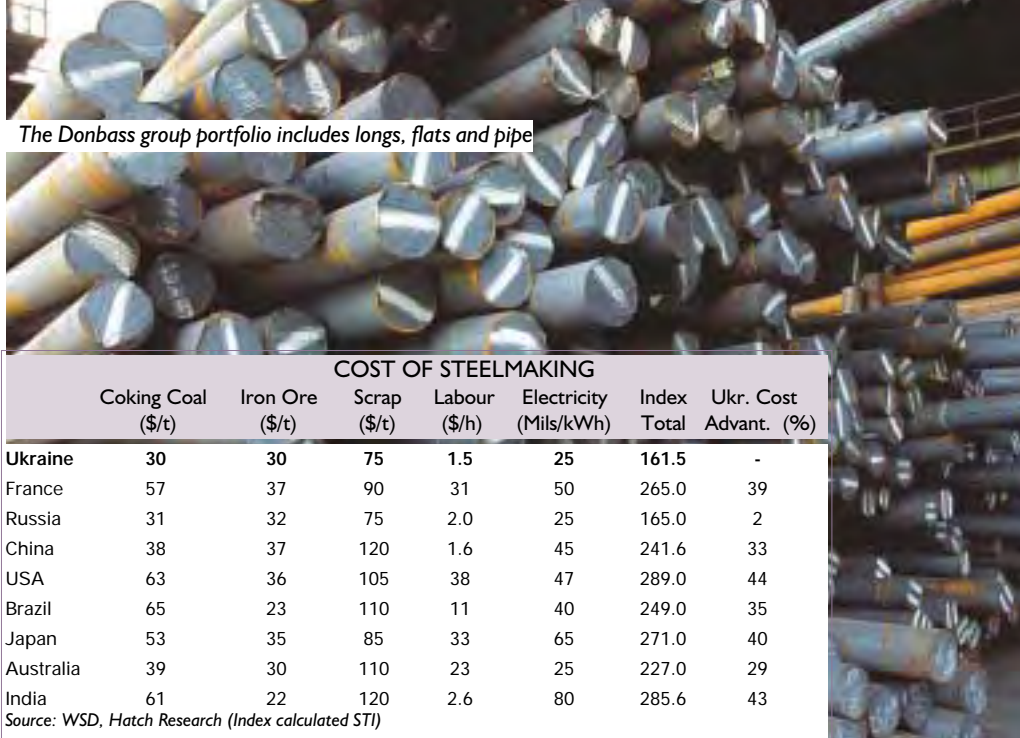 The Donbass group portfolio includes longs, flats and pipe
COST OF STEELMAKING
Coking Coal Iron Ore Scrap Labour Electricity Index Ukr. Cost
($/t) ($/t) ($/t) ($/h) (Mils/kWh) Total Advant. (%)
Ukraine 30 30 75 1.5 25 161.5 -
France 57 37 90 31 50 265.0 39
Russia 31 32 75 2.0 25 165.0 2
China 38 37 120 1.6 45 241.6 33
USA 63 36 105 38 47 289.0 44
Brazil 65 23 110 11 40 249.0 35
Japan 53 35 85 33 65 271.0 40
Australia 39 30 110 23 25 227.0 29
India 61 22 120 2.6 80 285.6 43
Source: WSD, Hatch Research (Index calculated STI)